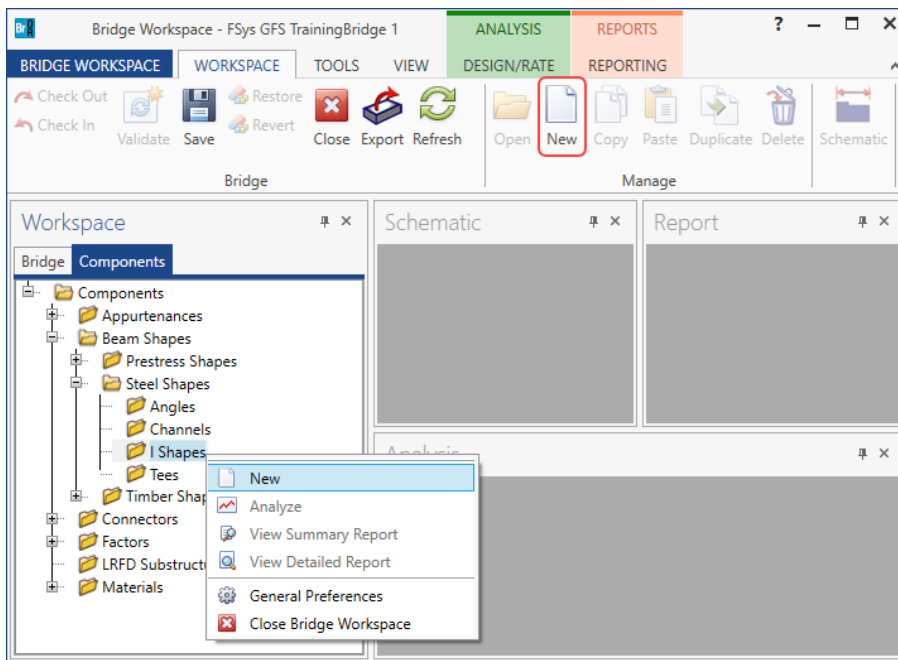 Br R Bridge Workspace - FSys GFS TrainingBridge 1 ANALYSIS REPORTS ?
BRIDGE WORKSPACE WORKSPACE TOOLS VIEW DESIGN/RATE REPORTING
Check Out
Check In
Validate
Save
Restore
Revert
Close
Export
Refresh
Open
New
Copy
Paste
Duplicate
Delete
Schematic
Bridge
Manage
Workspace
Bridge Components
Components
Appurtenances
Beam Shapes
Prestress Shapes
Steel Shapes
Angles
Channels
I Shapes
Tees
Timber Shap
Connectors
Factors
LRFD Substruct
Materials
New
Analyze
View Summary Report
View Detailed Report
General Preferences
Close Bridge Workspace
Schematic
Report
Analysis